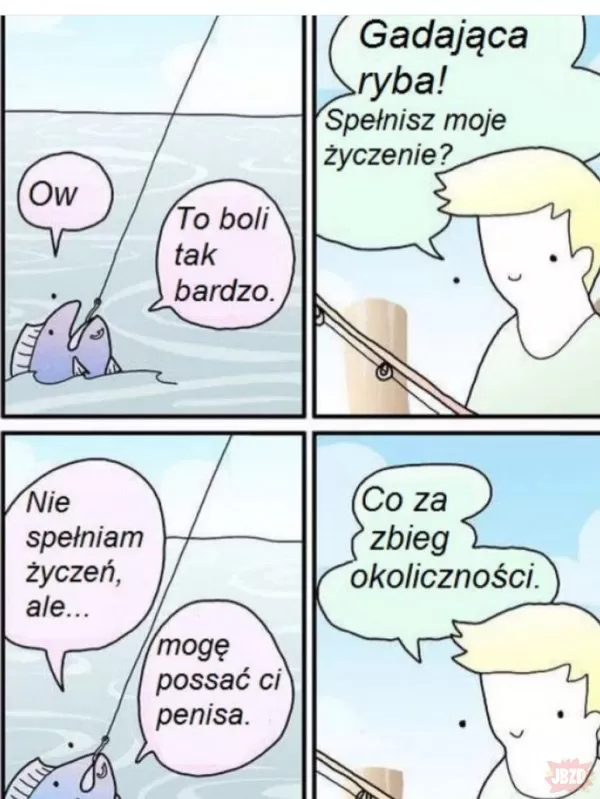 Ow
To boli
tak
bardzo.
Gadająca
ryba!
Spełnisz moje
życzenie?
Nie
spełniam
życzeń,
ale...
mogę
possać ci
penisa.
Co za
zbieg
okoliczności.
JBZD